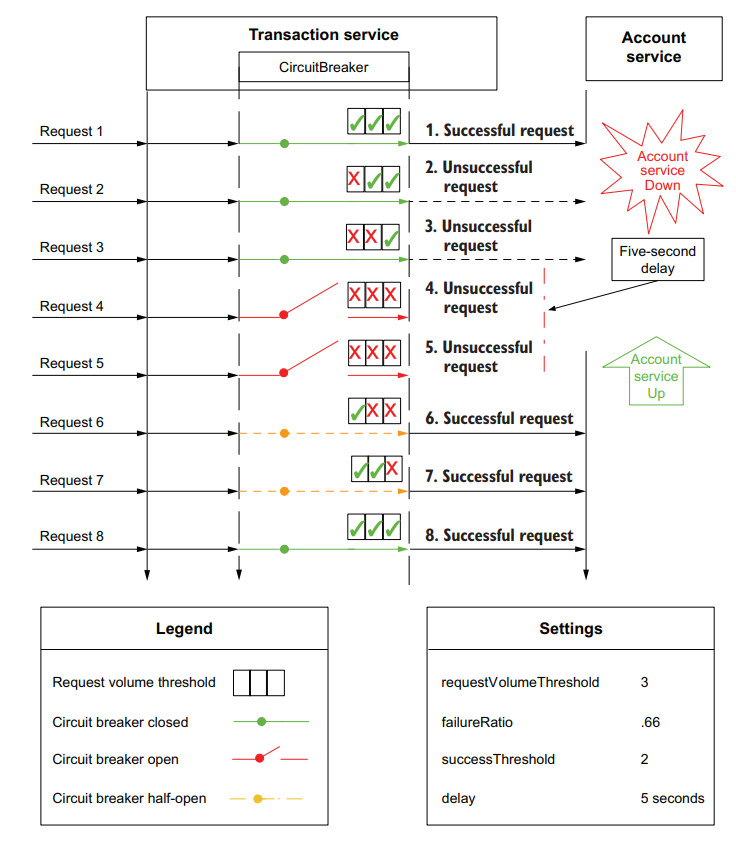 Transaction service
CircuitBreaker
Account
service
Request 1
1. Successful request
Request 2
2. Unsuccessful
request
Request 3
3. Unsuccessful
request
Request 4
4. Unsuccessful
request
Request 5
5. Unsuccessful
request
Request 6
6. Successful request
Request 7
7. Successful request
Request 8
8. Successful request
Account
service
Down
Five-second
delay
Account
service
Up
Legend
Request volume threshold
Circuit breaker closed
Circuit breaker open
Circuit breaker half-open
Settings
requestVolumeThreshold 3
failureRatio .66
successThreshold 2
delay 5 seconds